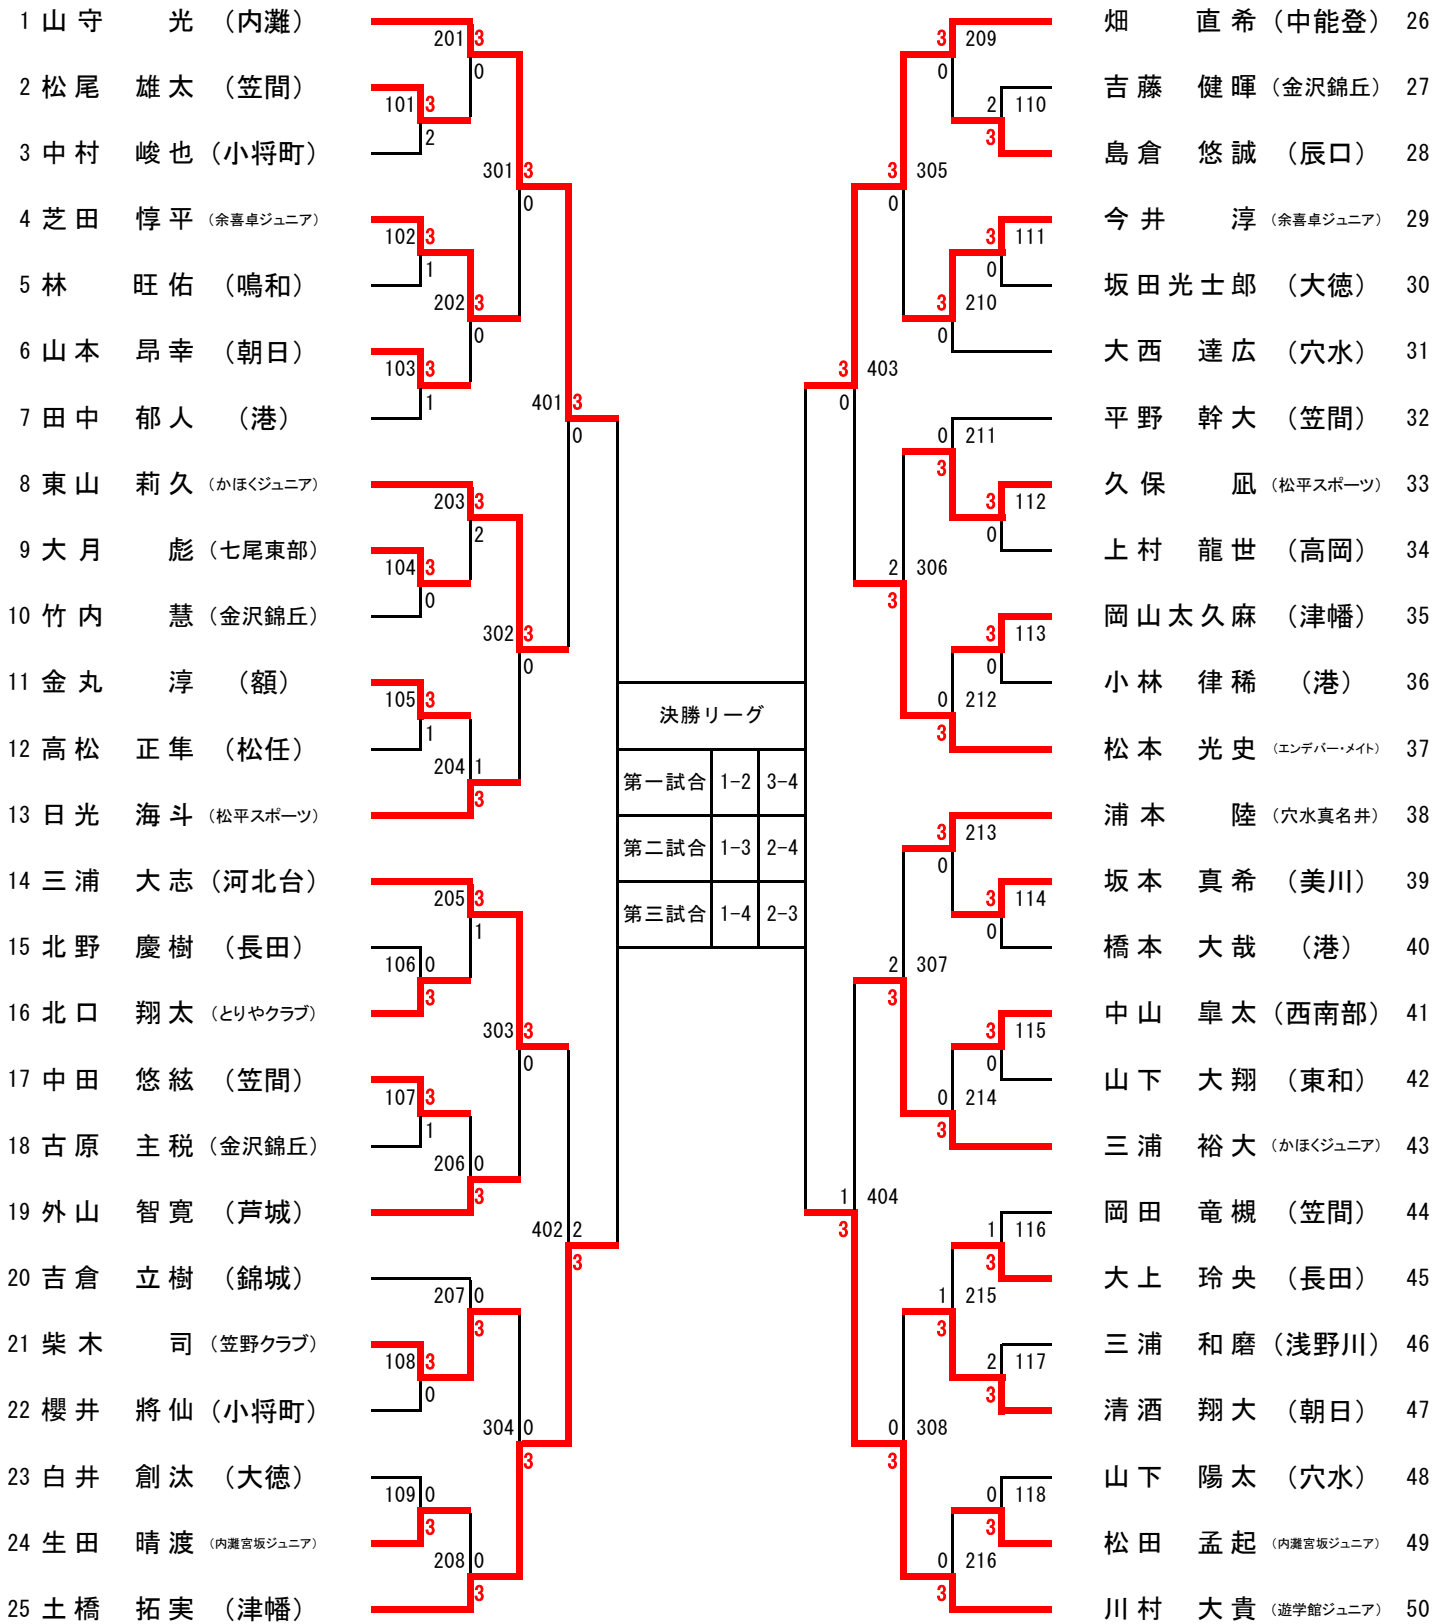 1 山守 光 (内灘)
2 松尾 雄太 (笠間)
3 中村 峻也 (小将町)
4 芝田 惇平 (余喜卓ジュニア)
5 林 旺佑 (鳴和)
6 山本 昂幸 (朝日)
7 田中 郁人 (港)
8 東山 莉久 (かほくジュニア)
9 大月 彪 (七尾東部)
10 竹内 慧 (金沢錦丘)
11 金丸 淳 (額)
12 高松 正隼 (松任)
13 日光 海斗 (松平スポーツ)
14 三浦 大志 (河北台)
15 北野 慶樹 (長田)
16 北口 翔太 (とりやクラブ)
17 中田 悠絃 (笠間)
18 古原 主税 (金沢錦丘)
19 外山 智寛 (芦城)
20 吉倉 立樹 (錦城)
21 柴木 司 (笠野クラブ)
22 櫻井 將仙 (小将町)
23 白井 創汰 (大徳)
24 生田 晴渡 (内灘宮坂ジュニア)
25 土橋 拓実 (津幡)
101 3
2
102 3
1
103 3
1
104 3
0
105 3
1
106 0
3
107 3
1
108 3
0
109 0
3
201 3
0
202 3
0
203 3
2
204 1
3
205 3
1
206 0
3
207 0
3
208 0
3
301 3
0
302 3
0
303 3
0
304 0
3
401 3
0
402 2
3
決勝リーグ
第一試合 1-2 3-4
第二試合 1-3 2-4
第三試合 1-4 2-3
3 403
0
1 404
3
3 305
0
2 306
3
2 307
3
0 308
3
3 209
0
3 210
0
0 211
3
0 212
3
3 213
0
0 214
3
1 215
3
0 216
3
2 110
3
3 111
0
3 112
0
3 113
0
3 114
0
3 115
0
1 116
3
2 117
3
0 118
3
畑 直希 (中能登) 26
吉藤 健暉 (金沢錦丘) 27
島倉 悠誠 (辰口) 28
今井 淳 (余喜卓ジュニア) 29
坂田光士郎 (大徳) 30
大西 達広 (穴水) 31
平野 幹大 (笠間) 32
久保 凪 (松平スポーツ) 33
上村 龍世 (高岡) 34
岡山太久麻 (津幡) 35
小林 律稀 (港) 36
松本 光史 (エンデバー・メイト) 37
浦本 陸 (穴水真名井) 38
坂本 真希 (美川) 39
橋本 大哉 (港) 40
中山 皐太 (西南部) 41
山下 大翔 (東和) 42
三浦 裕大 (かほくジュニア) 43
岡田 竜槻 (笠間) 44
大上 玲央 (長田) 45
三浦 和磨 (浅野川) 46
清酒 翔大 (朝日) 47
山下 陽太 (穴水) 48
松田 孟起 (内灘宮坂ジュニア) 49
川村 大貴 (遊学館ジュニア) 50